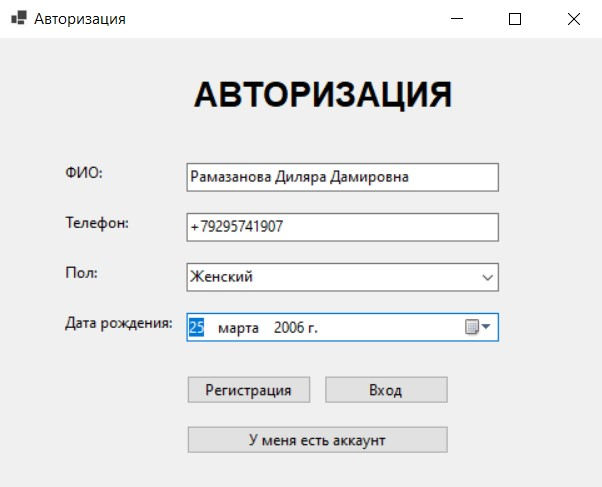 Авторизация
АВТОРИЗАЦИЯ
ФИО: Рамазанова Диляра Дамировна
Телефон: +79295741907
Пол: Женский
Дата рождения: 25 марта 2006 г.
Регистрация Вход
У меня есть аккаунт